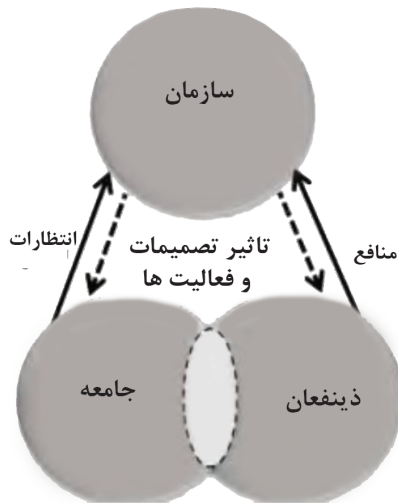 سازمان
انتظارات
تاثیر تصمیمات
و فعالیت ها
منافع
جامعه
ذینفعان